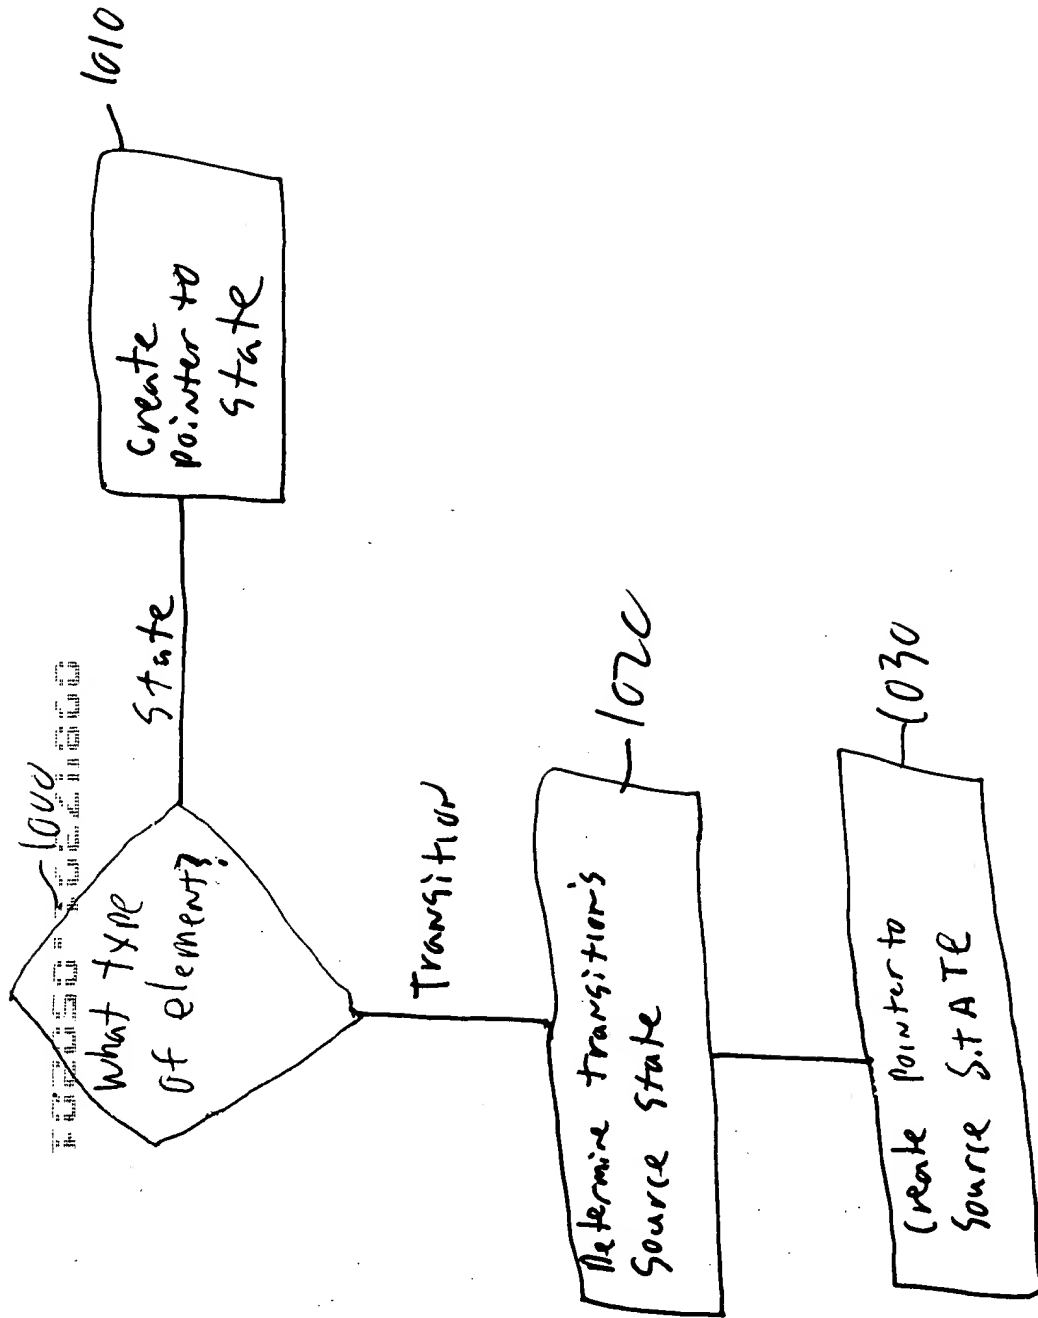 1000
What type
of element?
State
Create
pointer to
State
1010
Transition
Determine transition's
Source State
1020
Create Pointer to
Source STATE
1030